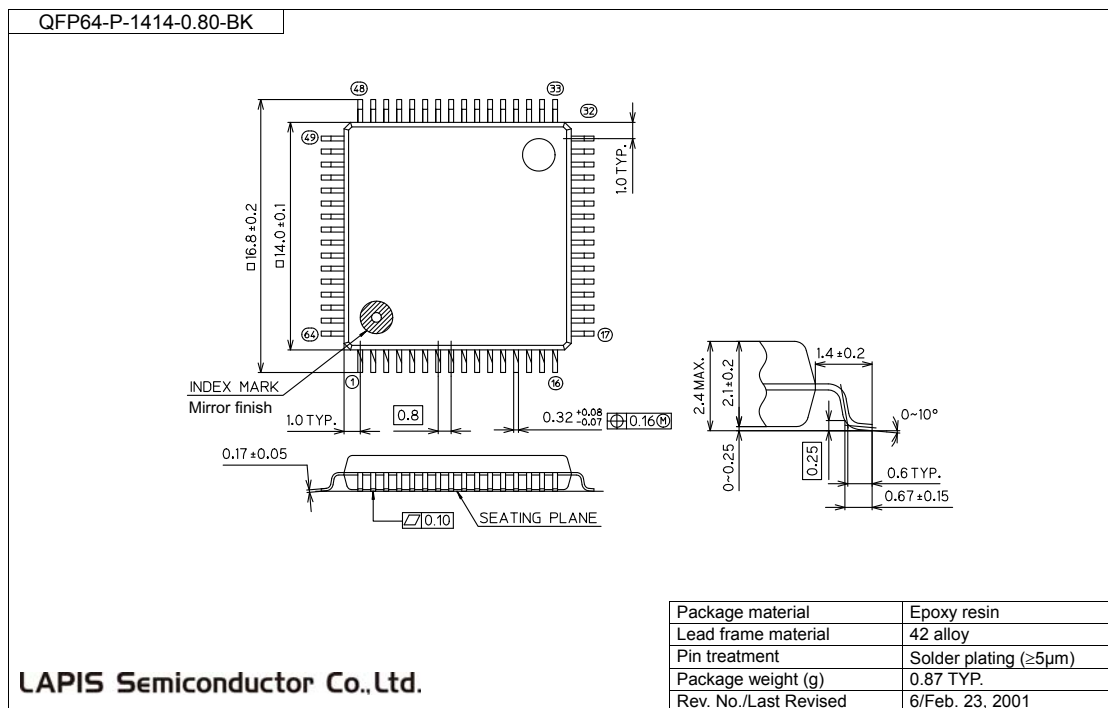 QFP64-P-1414-0.80-BK
48
33
32
49
1.0 TYP.
□16.8±0.2
□14.0±0.1
64
17
INDEX MARK
Mirror finish
1
16
1.0 TYP.
0.8
0.32 +0.08 -0.07
⌖ 0.16Ⓜ
0.17±0.05
▱ 0.10
SEATING PLANE
2.4 MAX.
2.1±0.2
1.4±0.2
0~10°
0~0.25
0.25
0.6 TYP.
0.67±0.15
Package material Epoxy resin
Lead frame material 42 alloy
Pin treatment Solder plating (≥5µm)
Package weight (g) 0.87 TYP.
Rev. No./Last Revised 6/Feb. 23, 2001
LAPIS Semiconductor Co.,Ltd.